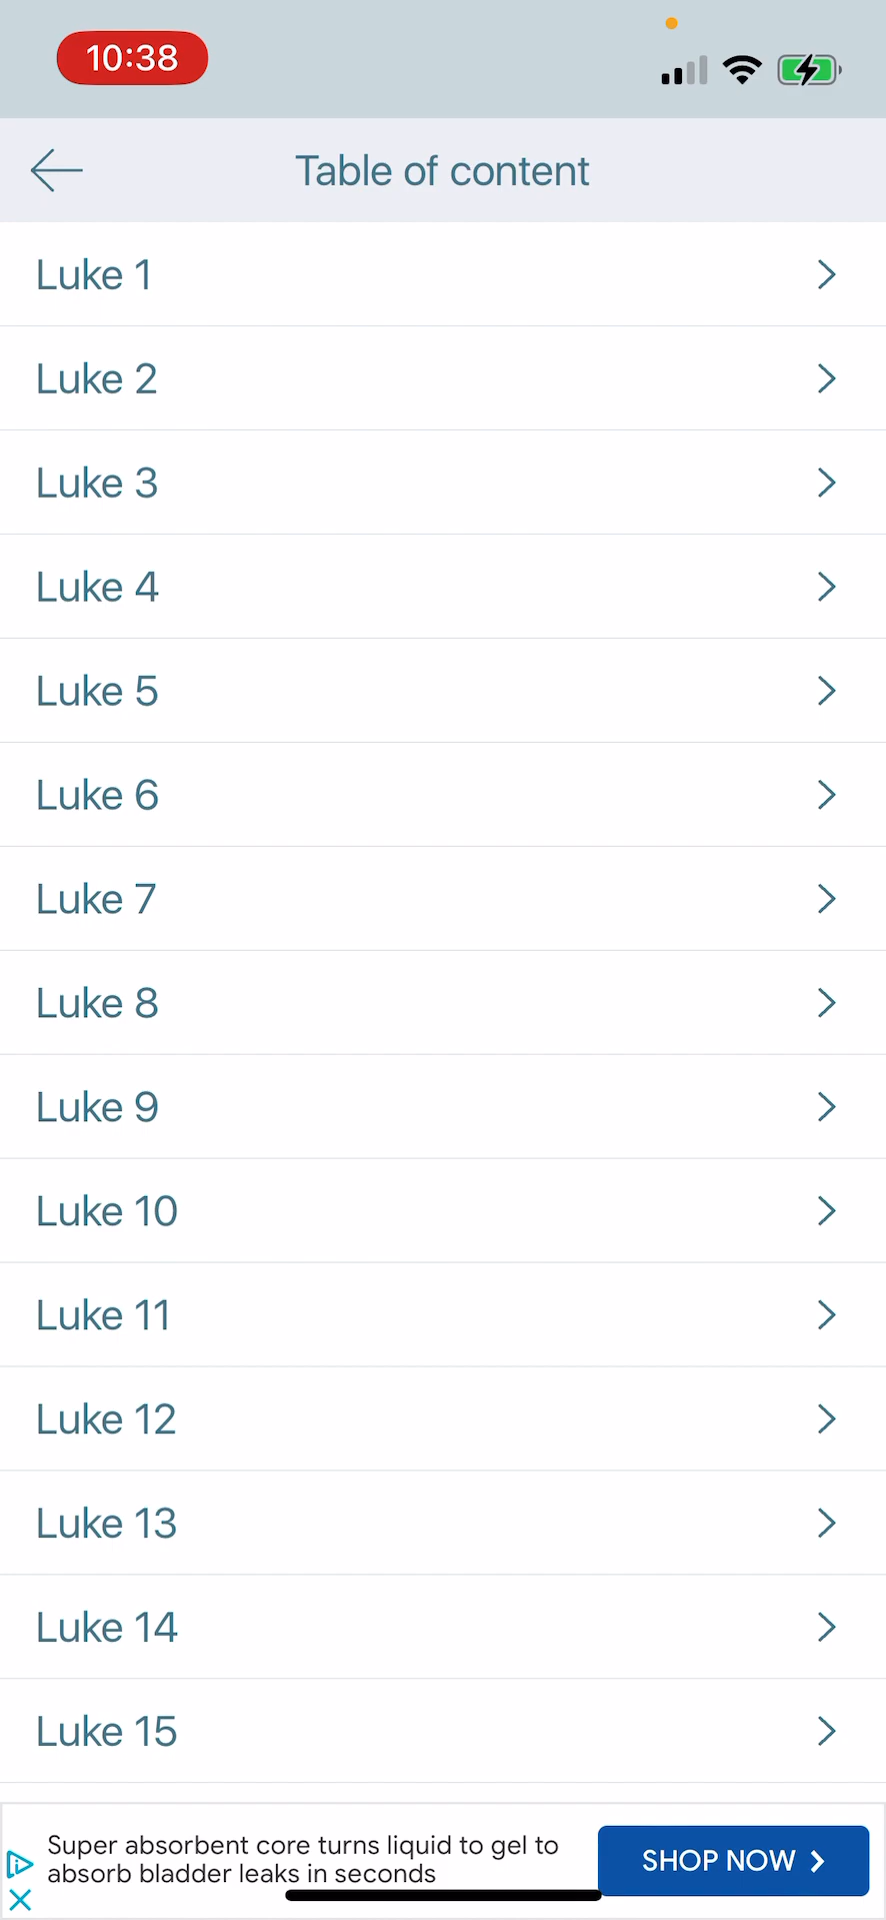 10:38
Table of content
Luke 1
Luke 2
Luke 3
Luke 4
Luke 5
Luke 6
Luke 7
Luke 8
Luke 9
Luke 10
Luke 11
Luke 12
Luke 13
Luke 14
Luke 15
Super absorbent core turns liquid to gel to
absorb bladder leaks in seconds
SHOP NOW